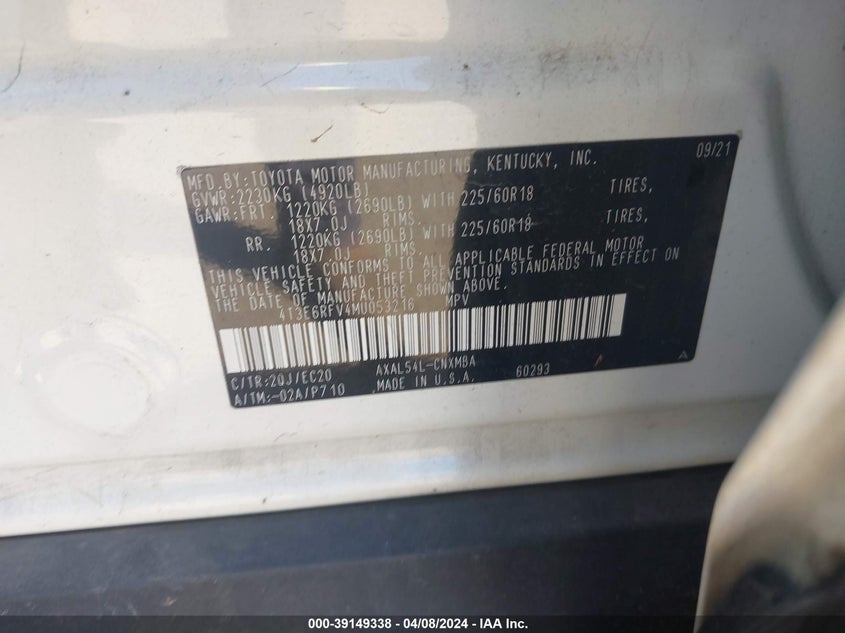 MFD.BY:TOYOTA MOTOR MANUFACTURING, KENTUCKY, INC. 09/21
GVWR:2230KG (4920LB)
GAWR:FRT. 1220KG (2690LB) WITH 225/60R18 TIRES,
18X7.0J RIMS.
RR. 1220KG (2690LB) WITH 225/60R18 TIRES,
18X7.0J RIMS.
THIS VEHICLE CONFORMS TO ALL APPLICABLE FEDERAL MOTOR
VEHICLE SAFETY AND THEFT PREVENTION STANDARDS IN EFFECT ON
THE DATE OF MANUFACTURE SHOWN ABOVE.
4T3E6RFV4MU053216 MPV
C/TR:20J/EC20 AXAL54L-CNXMBA 60293
A/TM:-02A/P710 MADE IN U.S.A.
000-39149338 - 04/08/2024 - IAA Inc.